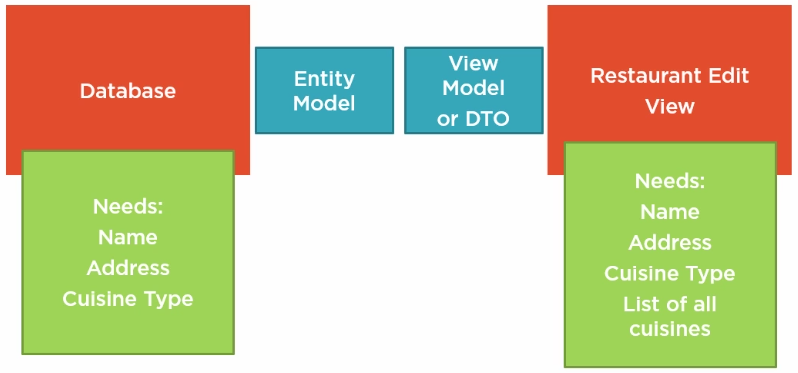 Database
Entity
Model
View
Model
or DTO
Restaurant Edit
View
Needs:
Name
Address
Cuisine Type
Needs:
Name
Address
Cuisine Type
List of all
cuisines